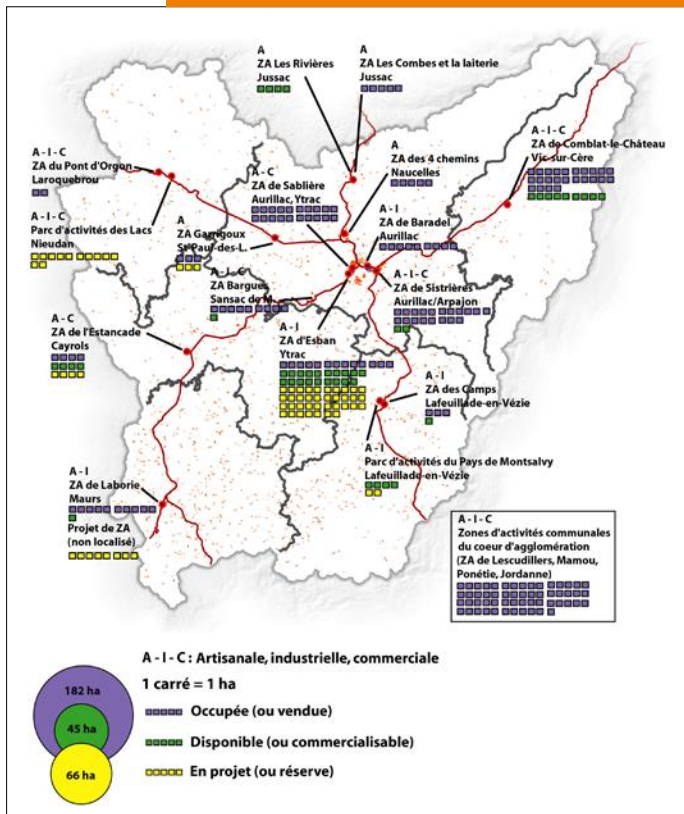 A
ZA Les Rivières
Jussac
A
ZA Les Combes et la laiterie
Jussac
A - I - C
ZA du Pont d'Orgon
Laroquebrou
A - C
ZA de Sablière
Aurillac, Ytrac
A
ZA des 4 chemins
Naucelles
A - I - C
ZA de Comblat-le-Château
Vic-sur-Cère
A - I - C
Parc d'activités des Lacs
Nieudan
A
ZA Garrigoux
St-Paul-des-L.
A - I
ZA de Baradel
Aurillac
A - I - C
ZA Bargues
Sansac de M.
A - I - C
ZA de Sistrières
Aurillac/Arpajon
A - C
ZA de l'Estancade
Cayrols
A - I
ZA d'Esban
Ytrac
A - I
ZA des Camps
Lafeuillade-en-Vézie
A - I
Parc d'activités du Pays de Montsalvy
Lafeuillade-en-Vézie
A - I
ZA de Laborie
Maurs
Projet de ZA
(non localisé)
A - I - C
Zones d'activités communales
du coeur d'agglomération
(ZA de Lescudillers, Mamou,
Ponétie, Jordanne)
A - I - C : Artisanale, industrielle, commerciale
1 carré = 1 ha
182 ha
45 ha
66 ha
Occupée (ou vendue)
Disponible (ou commercialisable)
En projet (ou réserve)